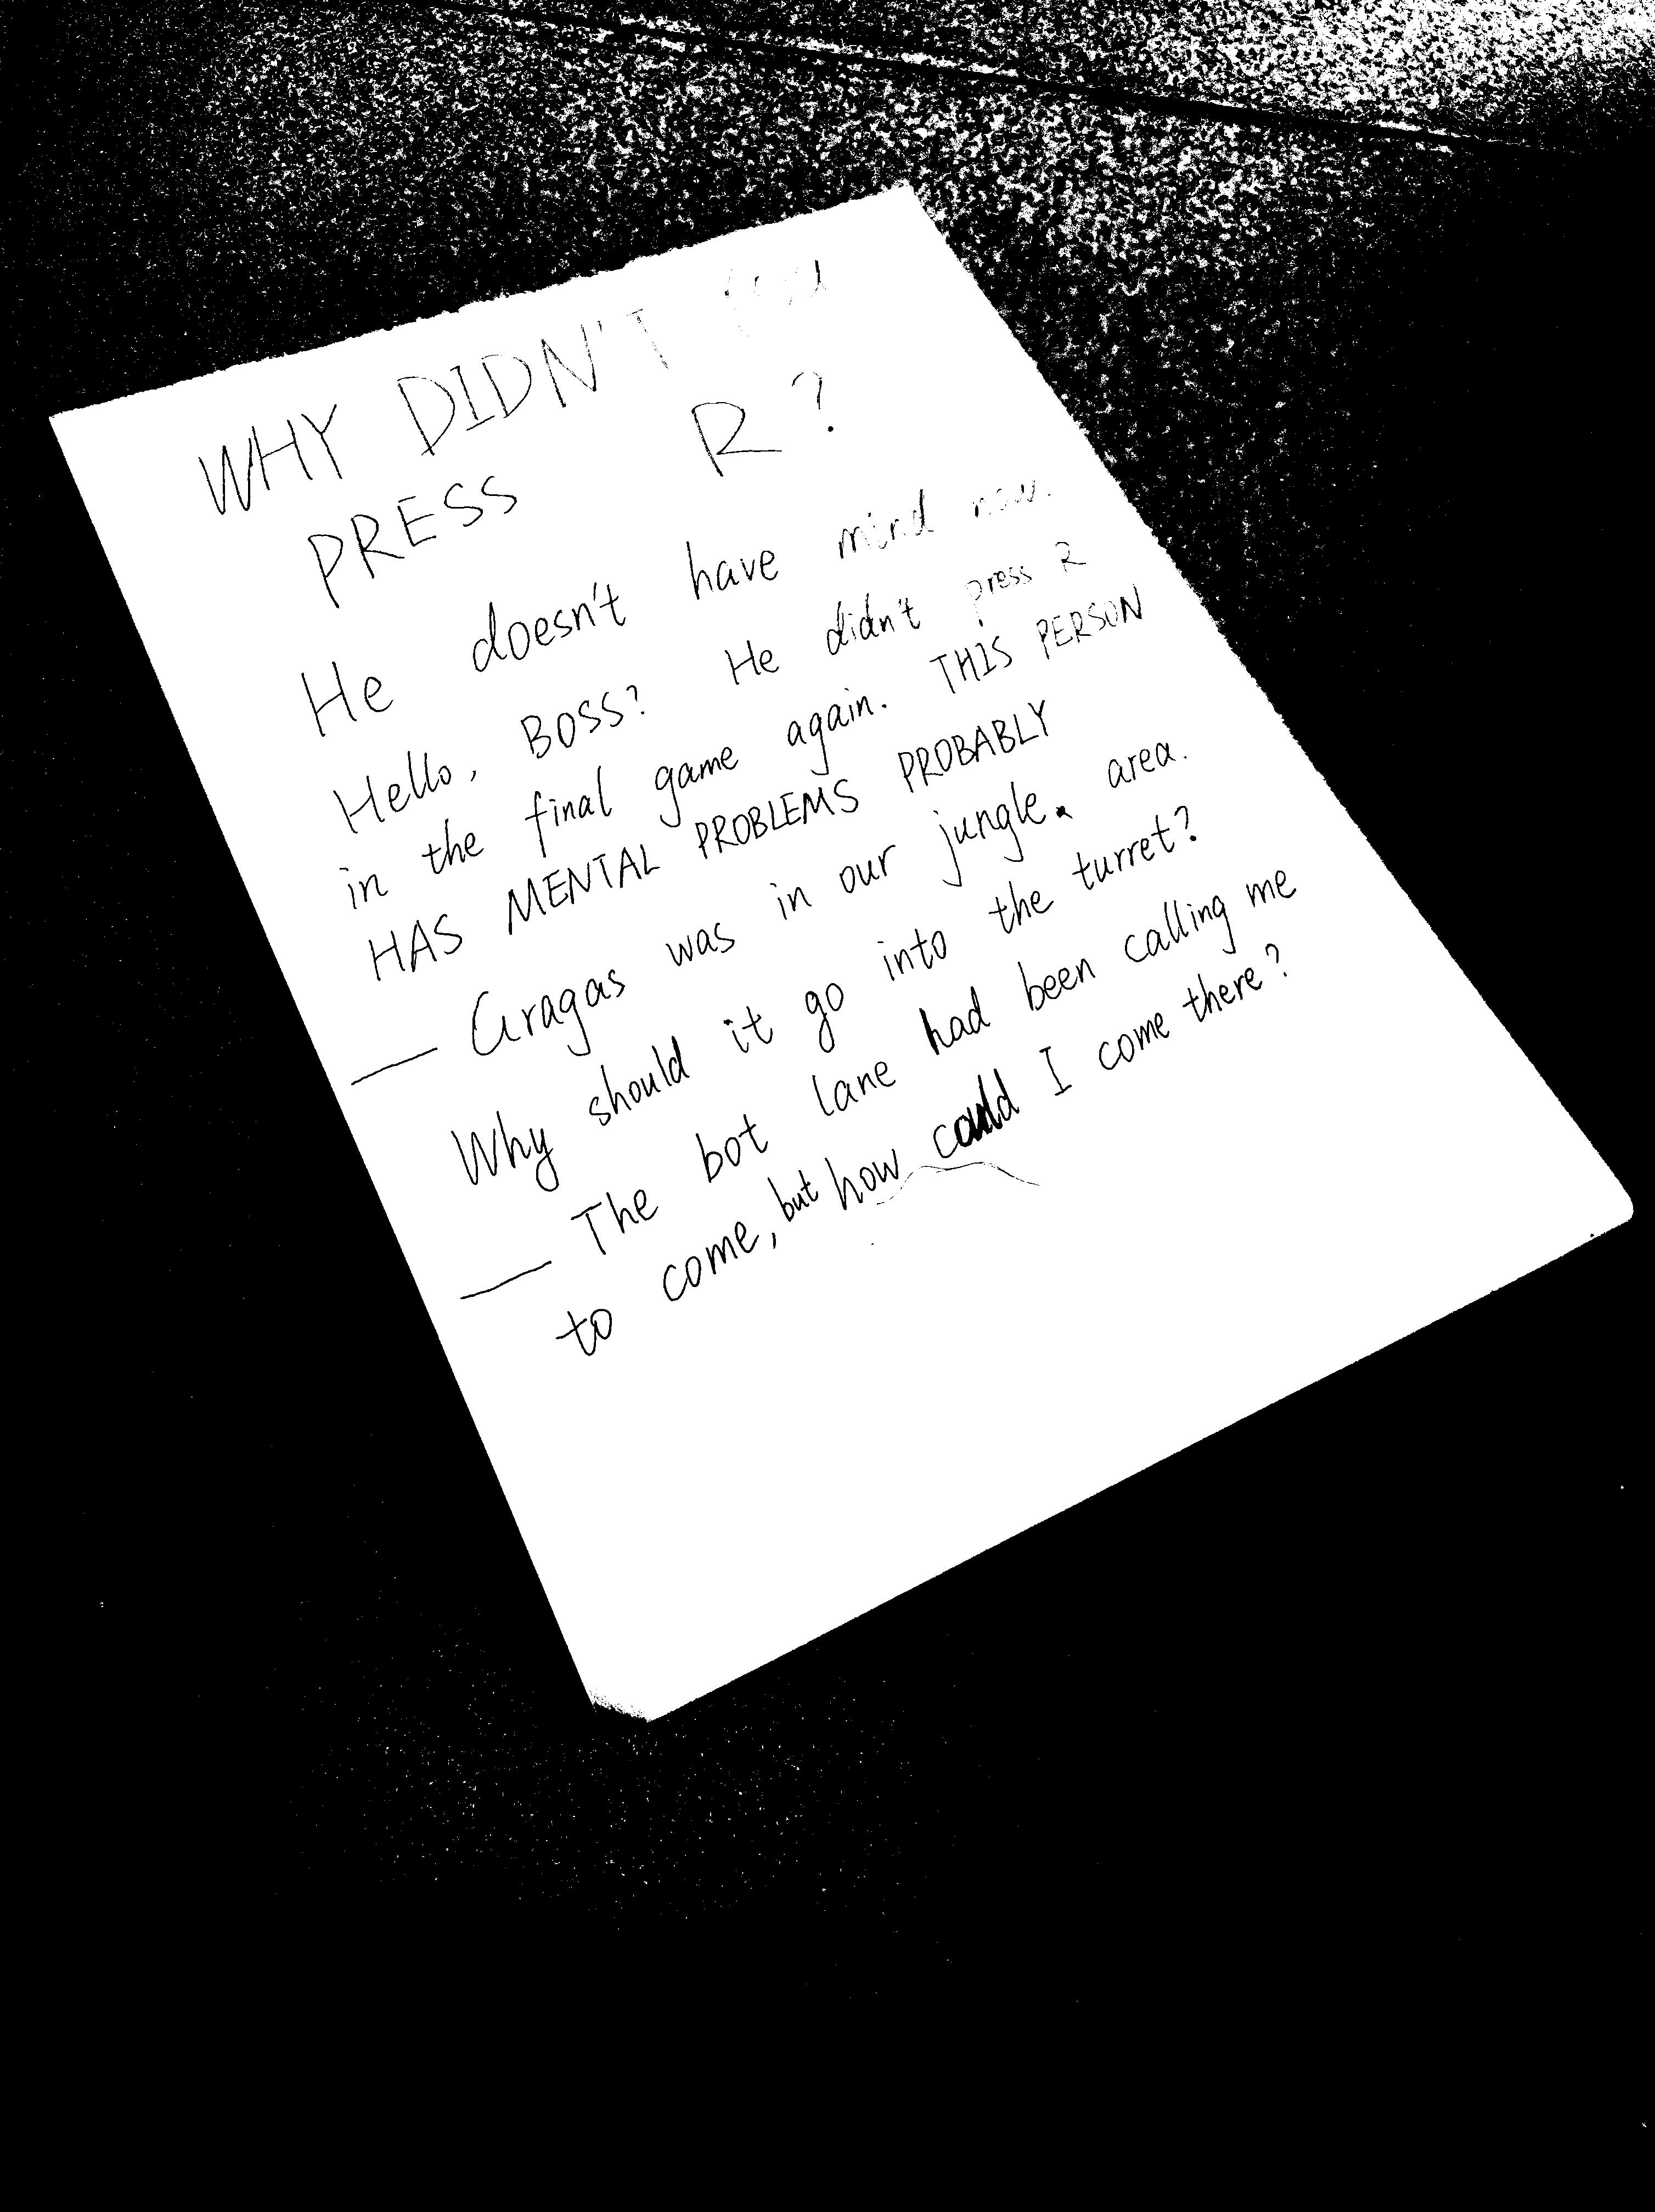 WHY DIDN'T you
PRESS R?
He doesn't have mind now.
Hello, BOSS? He didn't press R
in the final game again. THIS PERSON
HAS MENTAL PROBLEMS PROBABLY
— Gragas was in our jungle. area.
Why should it go into the turret?
— The bot lane had been calling me
to come, but how could I come there?